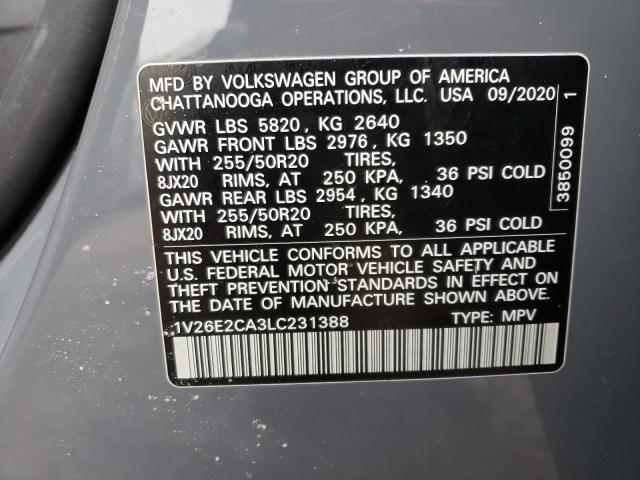 MFD BY VOLKSWAGEN GROUP OF AMERICA
CHATTANOOGA OPERATIONS, LLC. USA 09/2020
GVWR LBS 5820, KG 2640
GAWR FRONT LBS 2976, KG 1350
WITH 255/50R20 TIRES,
8JX20 RIMS, AT 250 KPA, 36 PSI COLD
GAWR REAR LBS 2954, KG 1340
WITH 255/50R20 TIRES,
8JX20 RIMS, AT 250 KPA, 36 PSI COLD
THIS VEHICLE CONFORMS TO ALL APPLICABLE
U.S. FEDERAL MOTOR VEHICLE SAFETY AND
THEFT PREVENTION STANDARDS IN EFFECT ON
THE DATE OF MANUFACTURE SHOWN ABOVE.
1V26E2CA3LC231388 TYPE: MPV
3850099 1